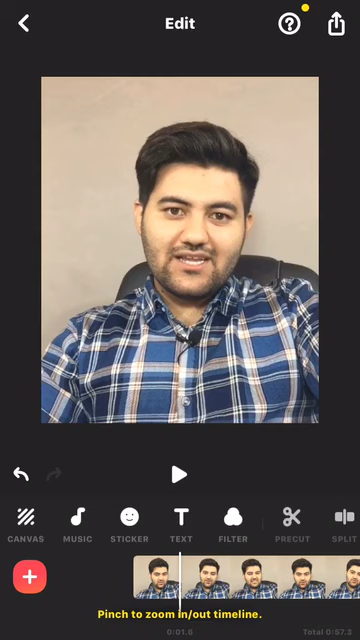 Edit
CANVAS MUSIC STICKER TEXT FILTER PRECUT SPLIT
Pinch to zoom in/out timeline.
0:01.6 Total 0:57.3